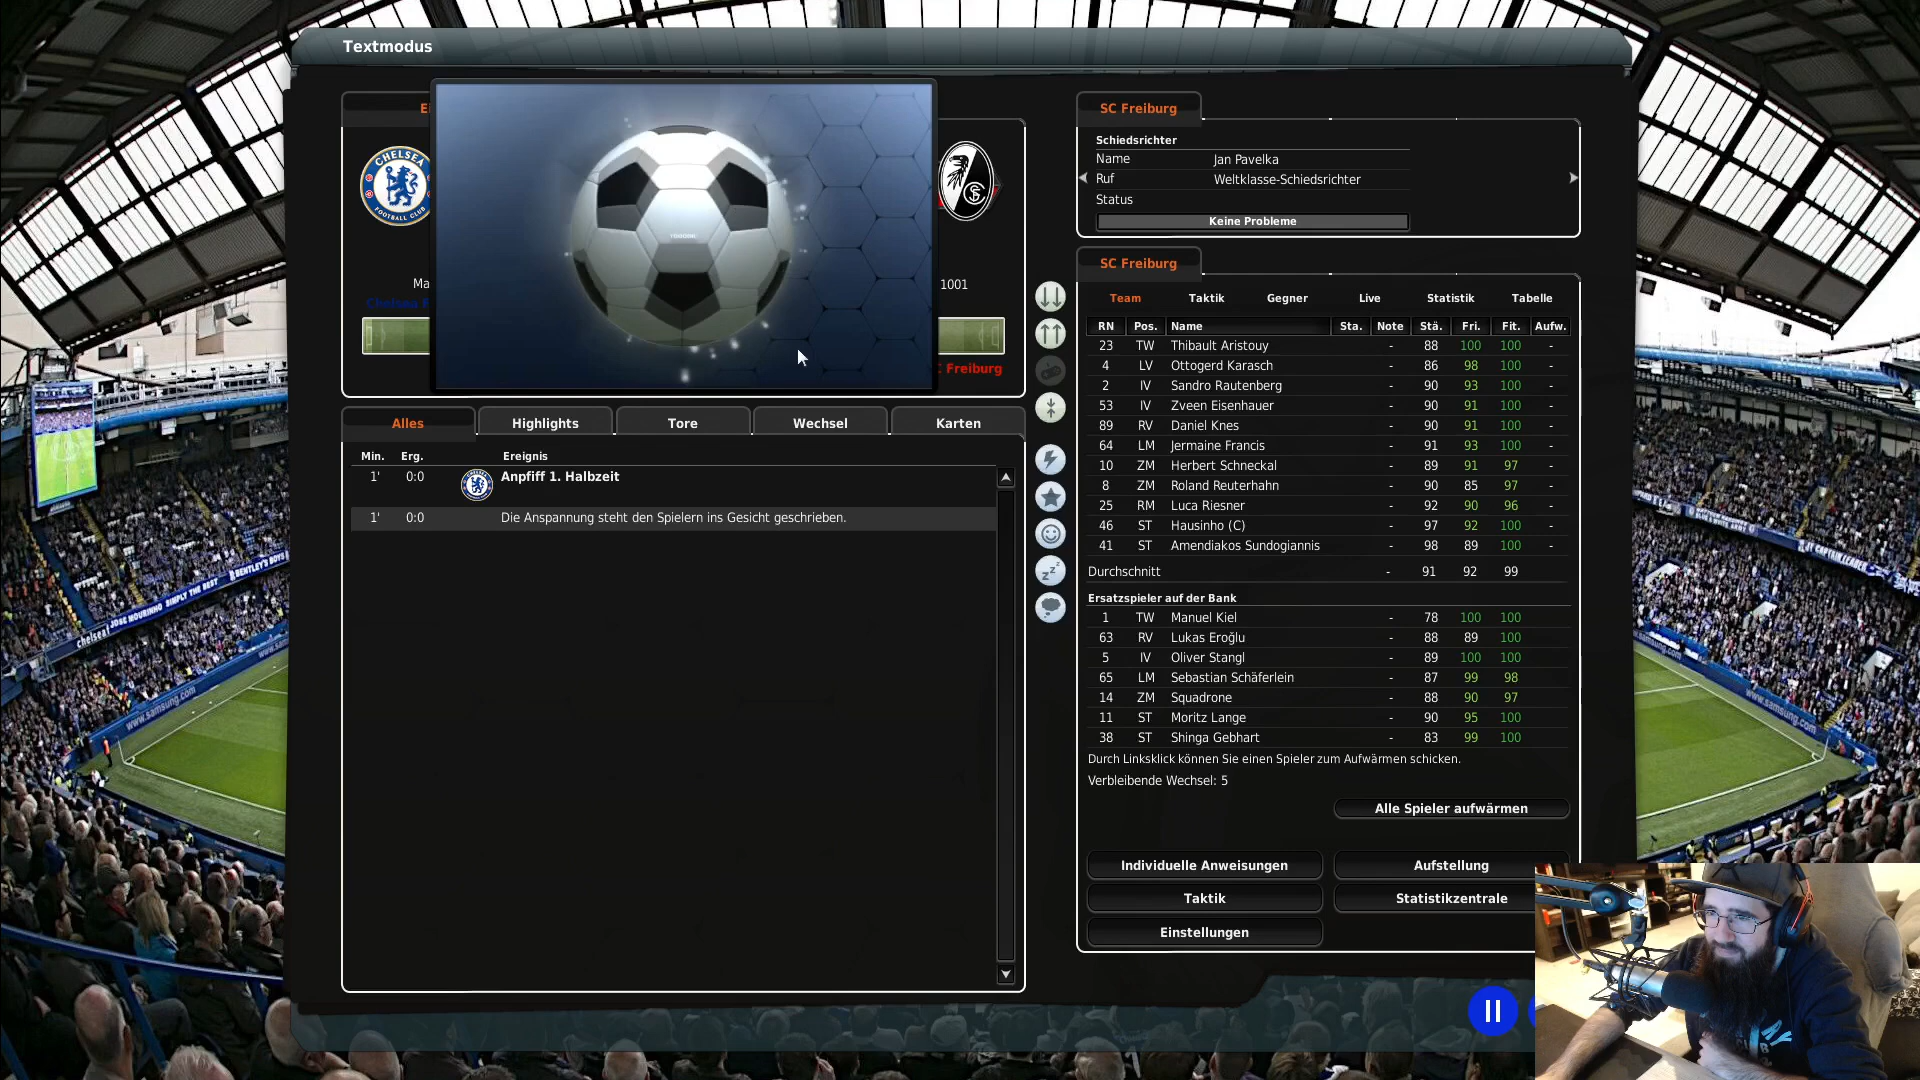 Textmodus
SC Freiburg
CHELSEA
FOOTBALL CLUB
Schiedsrichter
Name Jan Pavelka
Ruf Weltklasse-Schiedsrichter
Status
Keine Probleme
1001
Freiburg
SC Freiburg
Team Taktik Gegner Live Statistik Tabelle
RN Pos. Name Sta. Note Stä. Fri. Fit. Aufw.
23 TW Thibault Aristouy - 88 100 100 -
4 LV Ottogerd Karasch - 86 98 100 -
2 IV Sandro Rautenberg - 90 93 100 -
53 IV Zveen Eisenhauer - 90 91 100 -
89 RV Daniel Knes - 90 91 100 -
64 LM Jermaine Francis - 91 93 100 -
10 ZM Herbert Schneckal - 89 91 97 -
8 ZM Roland Reuterhahn - 90 85 97 -
25 RM Luca Riesner - 92 90 96 -
46 ST Hausinho (C) - 97 92 100 -
41 ST Amendiakos Sundogiannis - 98 89 100 -
Durchschnitt - 91 92 99
Ersatzspieler auf der Bank
1 TW Manuel Kiel - 78 100 100
63 RV Lukas Eroğlu - 88 89 100
5 IV Oliver Stangl - 89 100 100
65 LM Sebastian Schäferlein - 87 99 98
14 ZM Squadrone - 88 90 97
11 ST Moritz Lange - 90 95 100
38 ST Shinga Gebhart - 83 99 100
Durch Linksklick können Sie einen Spieler zum Aufwärmen schicken.
Verbleibende Wechsel: 5
Alle Spieler aufwärmen
Individuelle Anweisungen Aufstellung
Taktik Statistikzentrale
Einstellungen
Alles Highlights Tore Wechsel Karten
Min. Erg. Ereignis
1' 0:0 Anpfiff 1. Halbzeit
1' 0:0 Die Anspannung steht den Spielern ins Gesicht geschrieben.
JOSE MOURINHO SIMPLY THE BEST
www.samsung.com
www.samsung.com